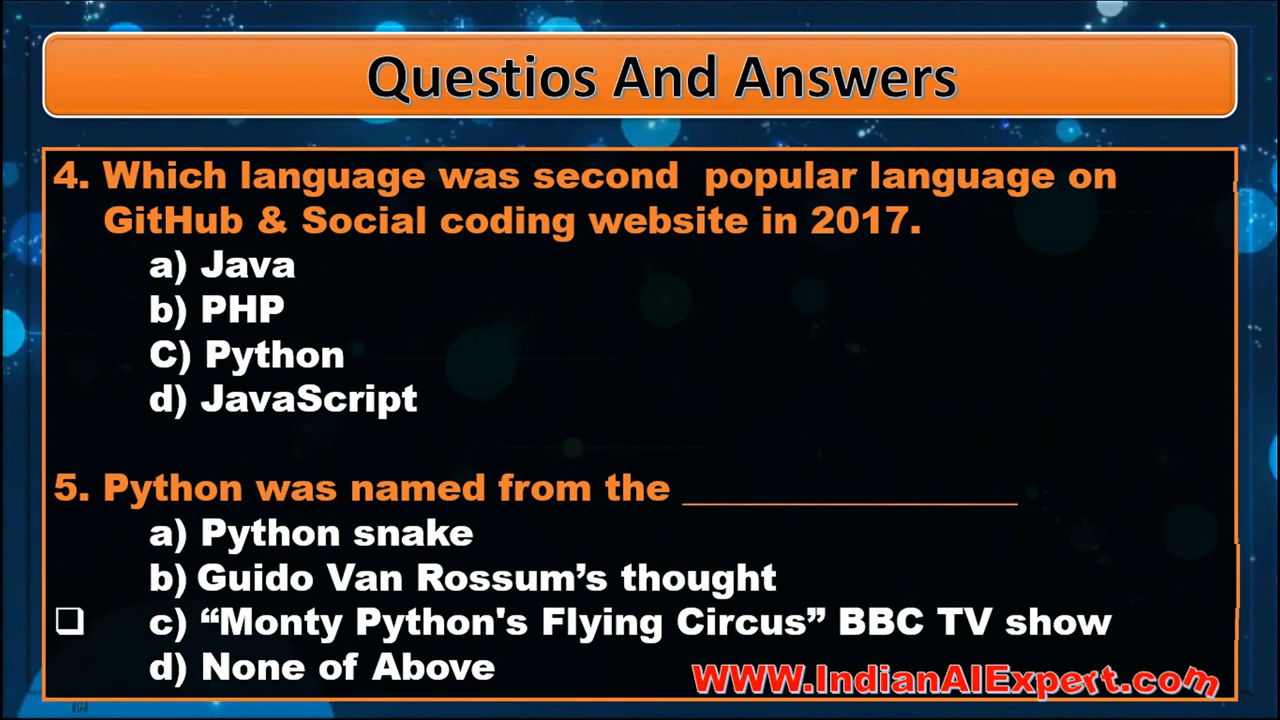 Questios And Answers
4. Which language was second  popular language on
GitHub & Social coding website in 2017.
a) Java
b) PHP
C) Python
d) JavaScript
5. Python was named from the ________________
a) Python snake
b) Guido Van Rossum’s thought
❑ c) “Monty Python's Flying Circus” BBC TV show
d) None of Above
WWW.IndianAIExpert.com